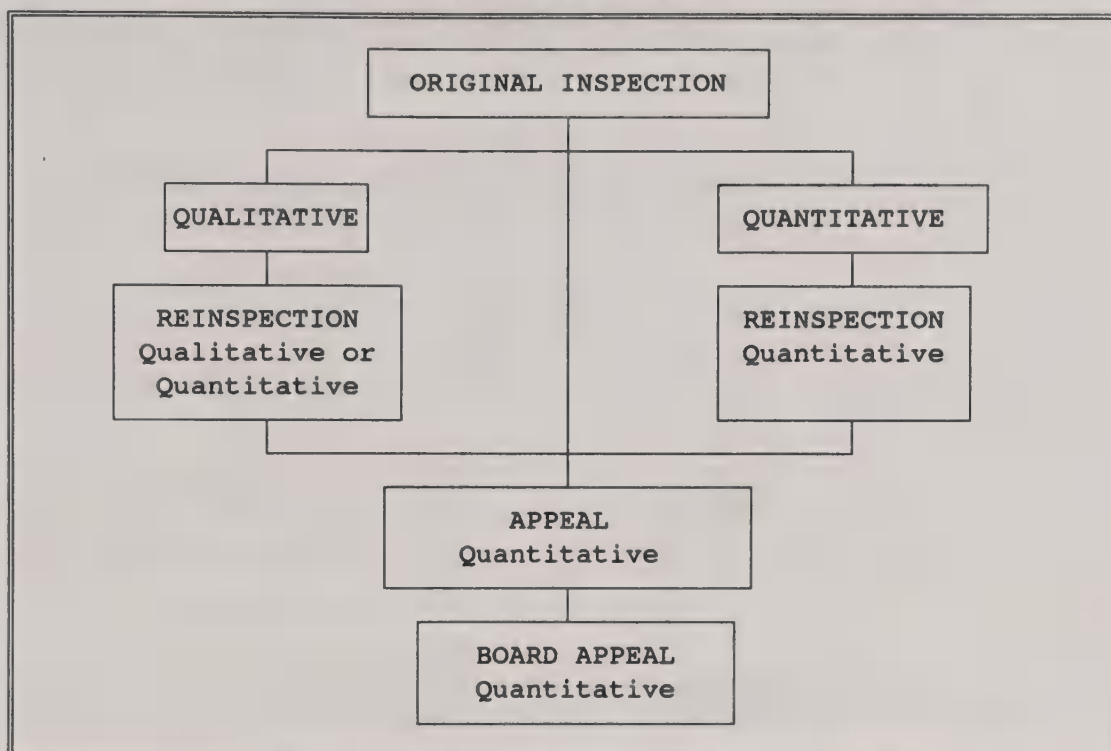 ORIGINAL INSPECTION
QUALITATIVE
QUANTITATIVE
REINSPECTION
Qualitative or
Quantitative
REINSPECTION
Quantitative
APPEAL
Quantitative
BOARD APPEAL
Quantitative